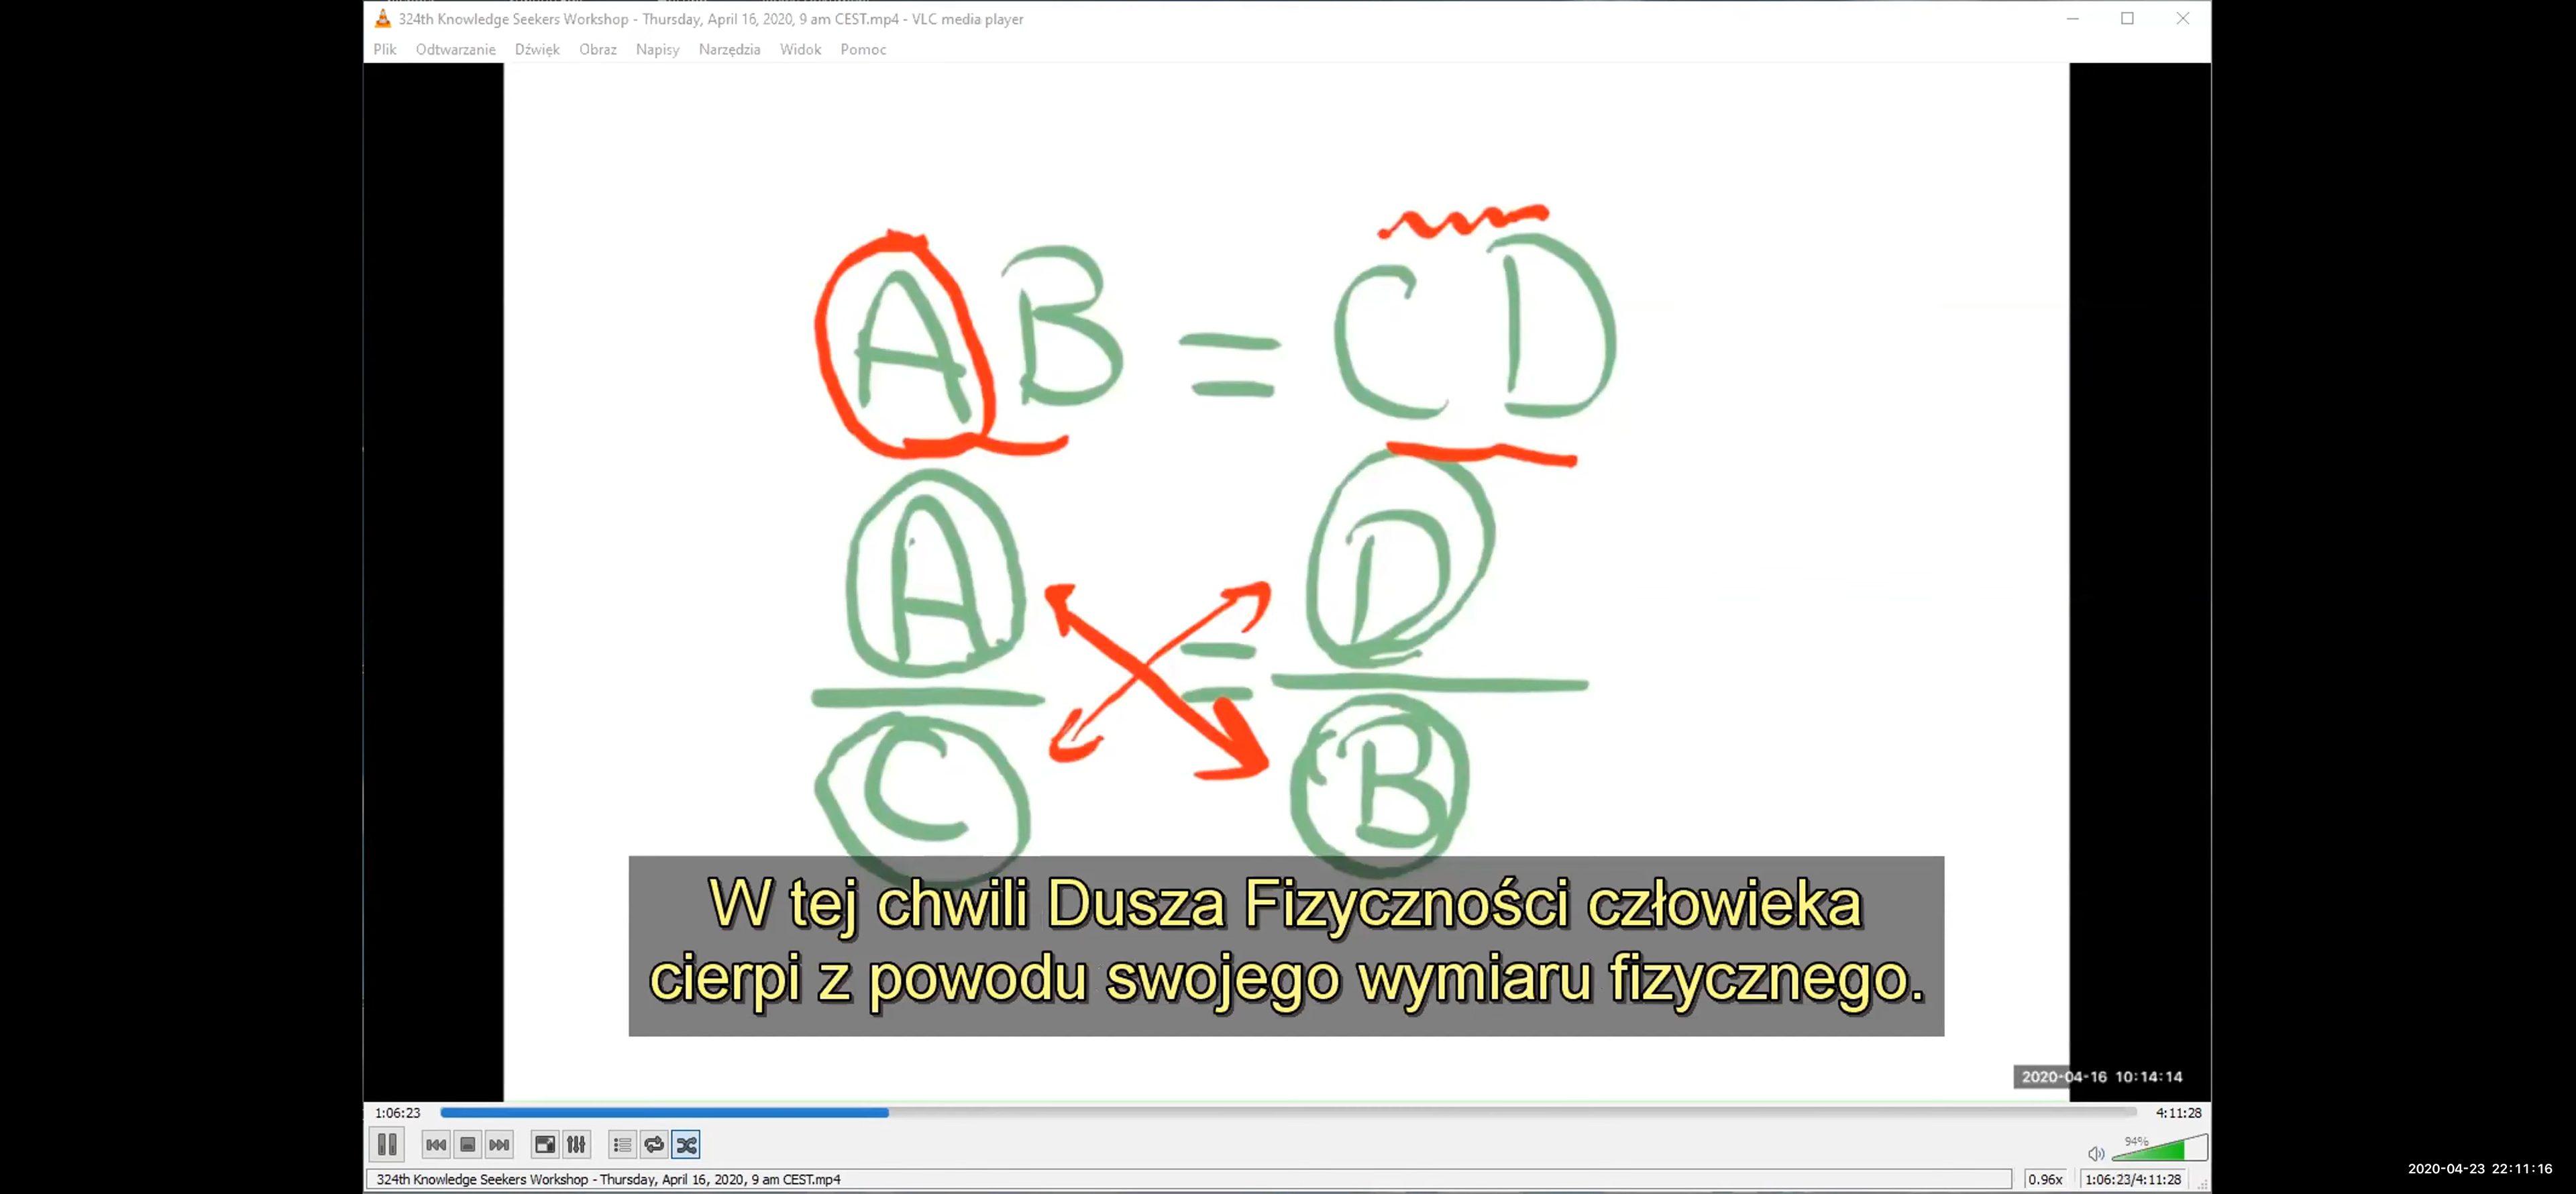 324th Knowledge Seekers Workshop - Thursday, April 16, 2020, 9 am CEST.mp4 - VLC media player
Plik Odtwarzanie Dźwięk Obraz Napisy Narzędzia Widok Pomoc
A B = C D
A = D
C B
W tej chwili Dusza Fizyczności człowieka
cierpi z powodu swojego wymiaru fizycznego.
2020-04-16 10:14:14
1:06:23 4:11:28
94%
324th Knowledge Seekers Workshop - Thursday, April 16, 2020, 9 am CEST.mp4 0.96x 1:06:23/4:11:28
2020-04-23 22:11:16